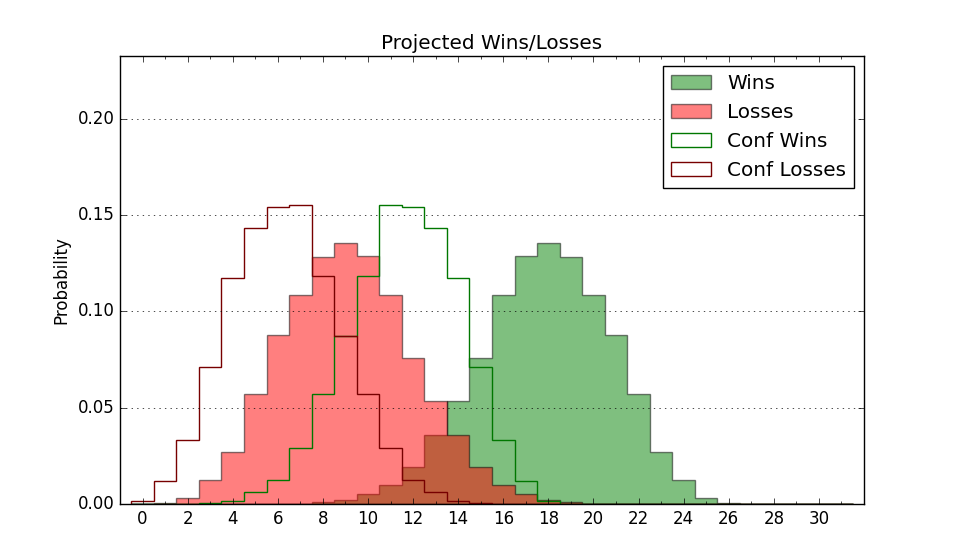 Projected Wins/Losses
Wins
Losses
Conf Wins
Conf Losses
Probability
0.20
0.15
0.10
0.05
0.00
0 2 4 6 8 10 12 14 16 18 20 22 24 26 28 30